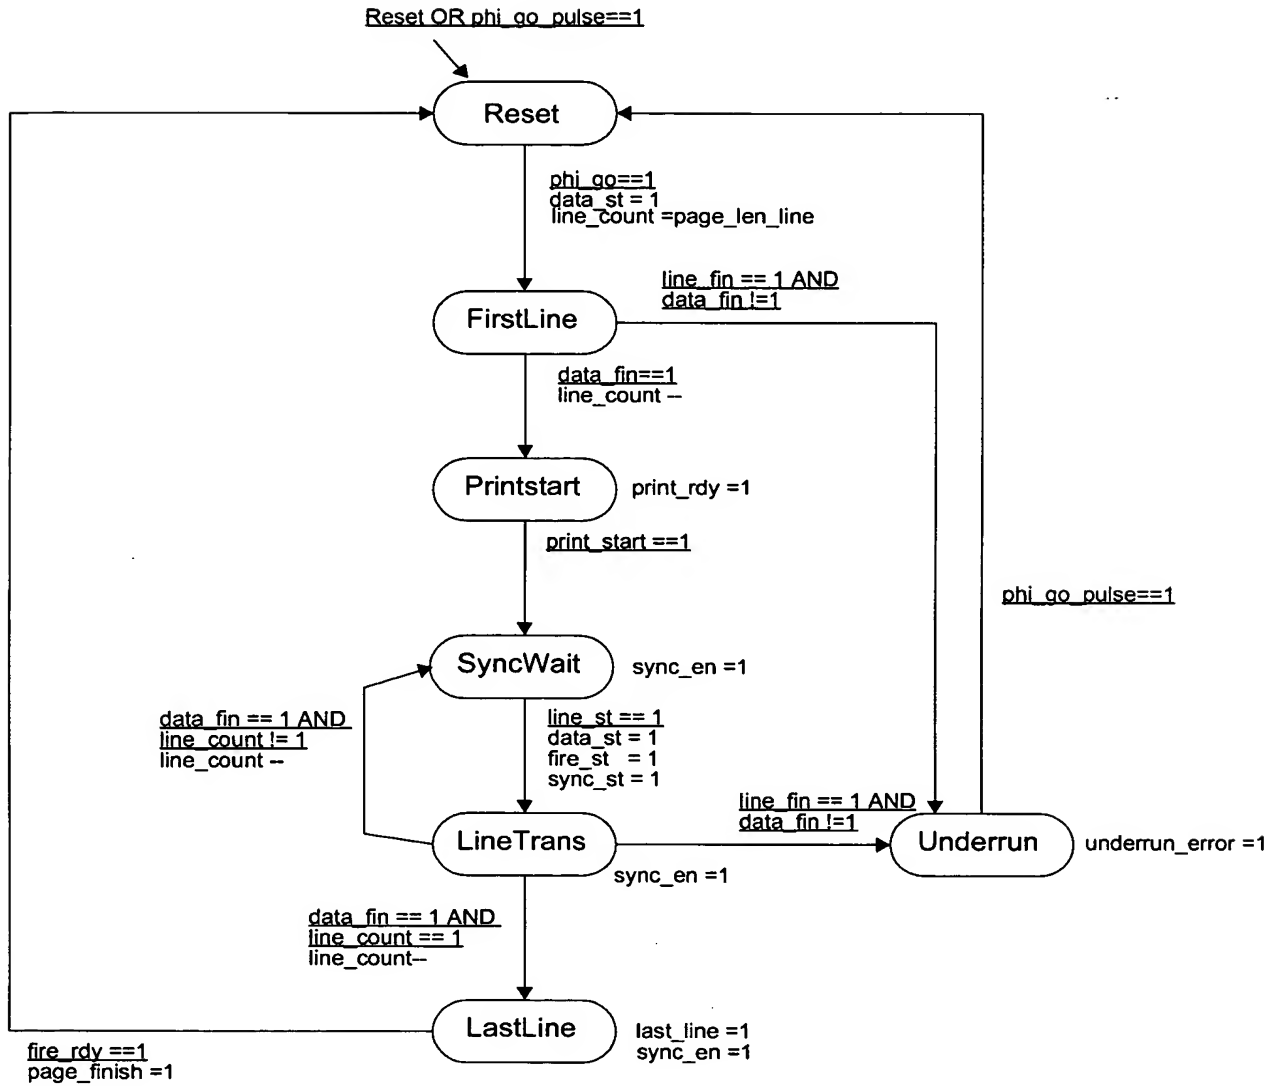 Reset OR phi_go_pulse==1
Reset
phi_go==1
data_st = 1
line_count =page_len_line
line_fin == 1 AND
data_fin !=1
FirstLine
data_fin==1
line_count --
Printstart
print_rdy =1
print_start ==1
phi_go_pulse==1
SyncWait
sync_en =1
data_fin == 1 AND
line_count != 1
line_count --
line_st == 1
data_st = 1
fire_st = 1
sync_st = 1
line_fin == 1 AND
data_fin !=1
LineTrans
sync_en =1
Underrun
underrun_error =1
data_fin == 1 AND
line_count == 1
line_count--
LastLine
last_line =1
sync_en =1
fire_rdy ==1
page_finish =1